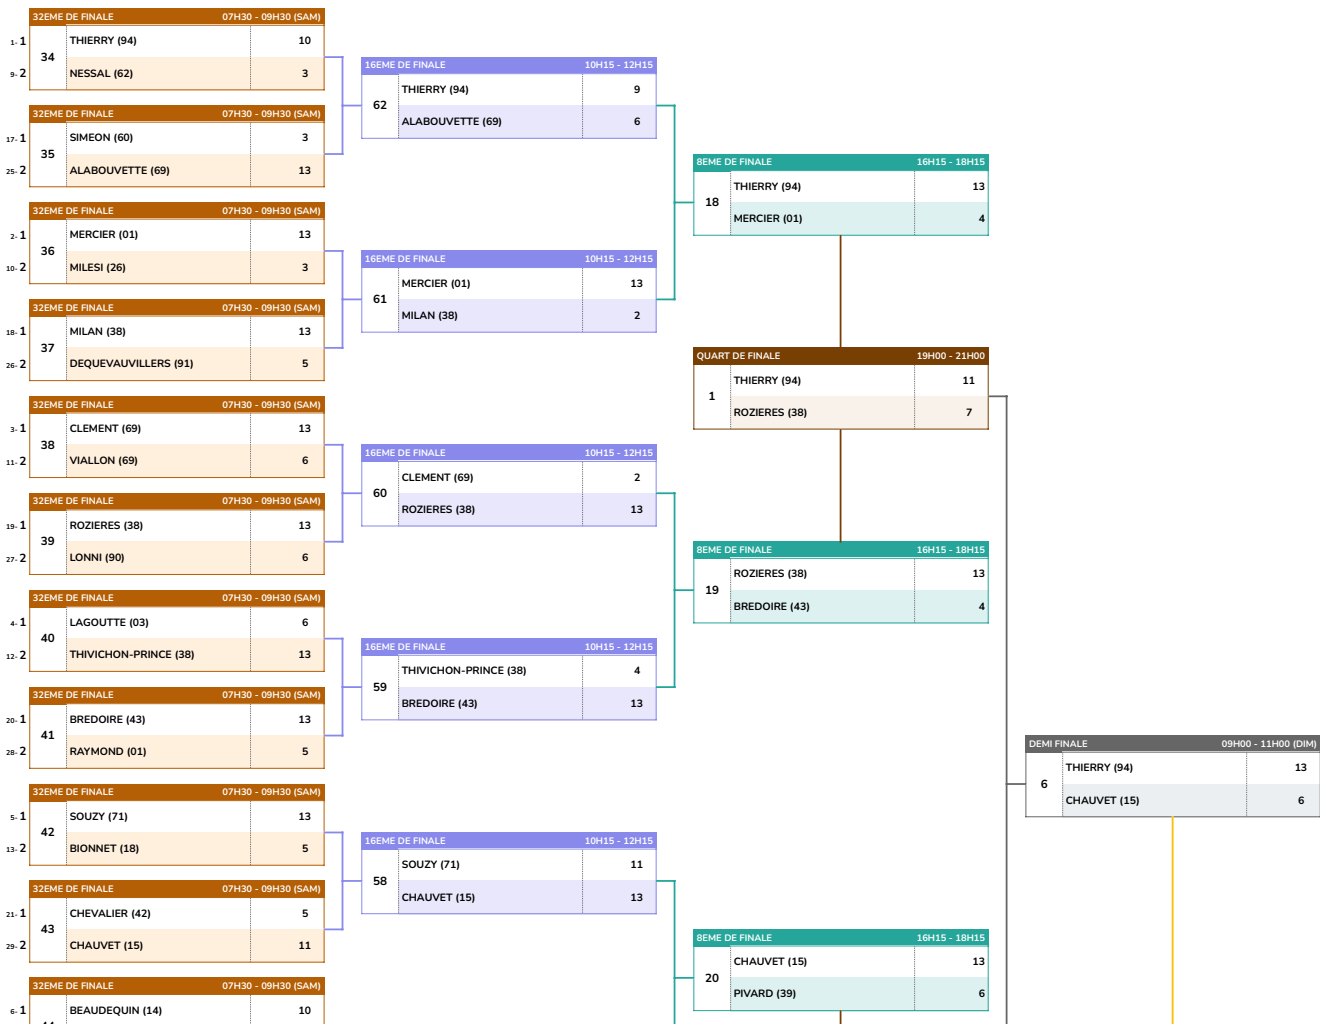 32EME DE FINALE 07H30 - 09H30 (SAM)
1- 1 34 THIERRY (94) 10
9- 2 NESSAL (62) 3
32EME DE FINALE 07H30 - 09H30 (SAM)
17- 1 35 SIMEON (60) 3
25- 2 ALABOUVETTE (69) 13
32EME DE FINALE 07H30 - 09H30 (SAM)
2- 1 36 MERCIER (01) 13
10- 2 MILESI (26) 3
32EME DE FINALE 07H30 - 09H30 (SAM)
18- 1 37 MILAN (38) 13
26- 2 DEQUEVAUVILLERS (91) 5
32EME DE FINALE 07H30 - 09H30 (SAM)
3- 1 38 CLEMENT (69) 13
11- 2 VIALLON (69) 6
32EME DE FINALE 07H30 - 09H30 (SAM)
19- 1 39 ROZIERES (38) 13
27- 2 LONNI (90) 6
32EME DE FINALE 07H30 - 09H30 (SAM)
4- 1 40 LAGOUTTE (03) 6
12- 2 THIVICHON-PRINCE (38) 13
32EME DE FINALE 07H30 - 09H30 (SAM)
20- 1 41 BREDOIRE (43) 13
28- 2 RAYMOND (01) 5
32EME DE FINALE 07H30 - 09H30 (SAM)
5- 1 42 SOUZY (71) 13
13- 2 BIONNET (18) 5
32EME DE FINALE 07H30 - 09H30 (SAM)
21- 1 43 CHEVALIER (42) 5
29- 2 CHAUVET (15) 11
32EME DE FINALE 07H30 - 09H30 (SAM)
6- 1 BEAUDEQUIN (14) 10
16EME DE FINALE 10H15 - 12H15
62 THIERRY (94) 9
ALABOUVETTE (69) 6
16EME DE FINALE 10H15 - 12H15
61 MERCIER (01) 13
MILAN (38) 2
16EME DE FINALE 10H15 - 12H15
60 CLEMENT (69) 2
ROZIERES (38) 13
16EME DE FINALE 10H15 - 12H15
59 THIVICHON-PRINCE (38) 4
BREDOIRE (43) 13
16EME DE FINALE 10H15 - 12H15
58 SOUZY (71) 11
CHAUVET (15) 13
8EME DE FINALE 16H15 - 18H15
18 THIERRY (94) 13
MERCIER (01) 4
QUART DE FINALE 19H00 - 21H00
1 THIERRY (94) 11
ROZIERES (38) 7
8EME DE FINALE 16H15 - 18H15
19 ROZIERES (38) 13
BREDOIRE (43) 4
8EME DE FINALE 16H15 - 18H15
20 CHAUVET (15) 13
PIVARD (39) 6
DEMI FINALE 09H00 - 11H00 (DIM)
6 THIERRY (94) 13
CHAUVET (15) 6